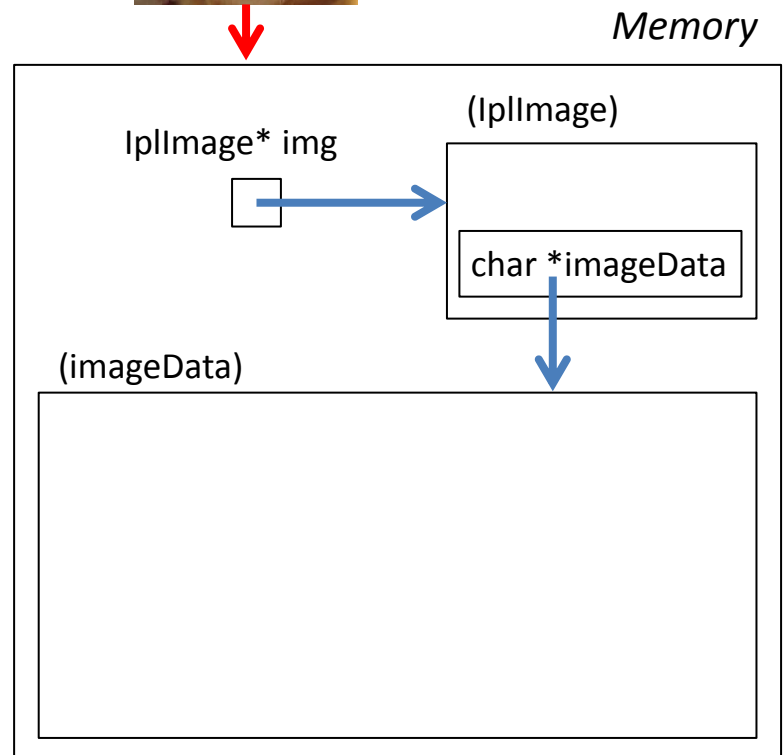 Memory
(IplImage)
IplImage* img
char *imageData
(imageData)